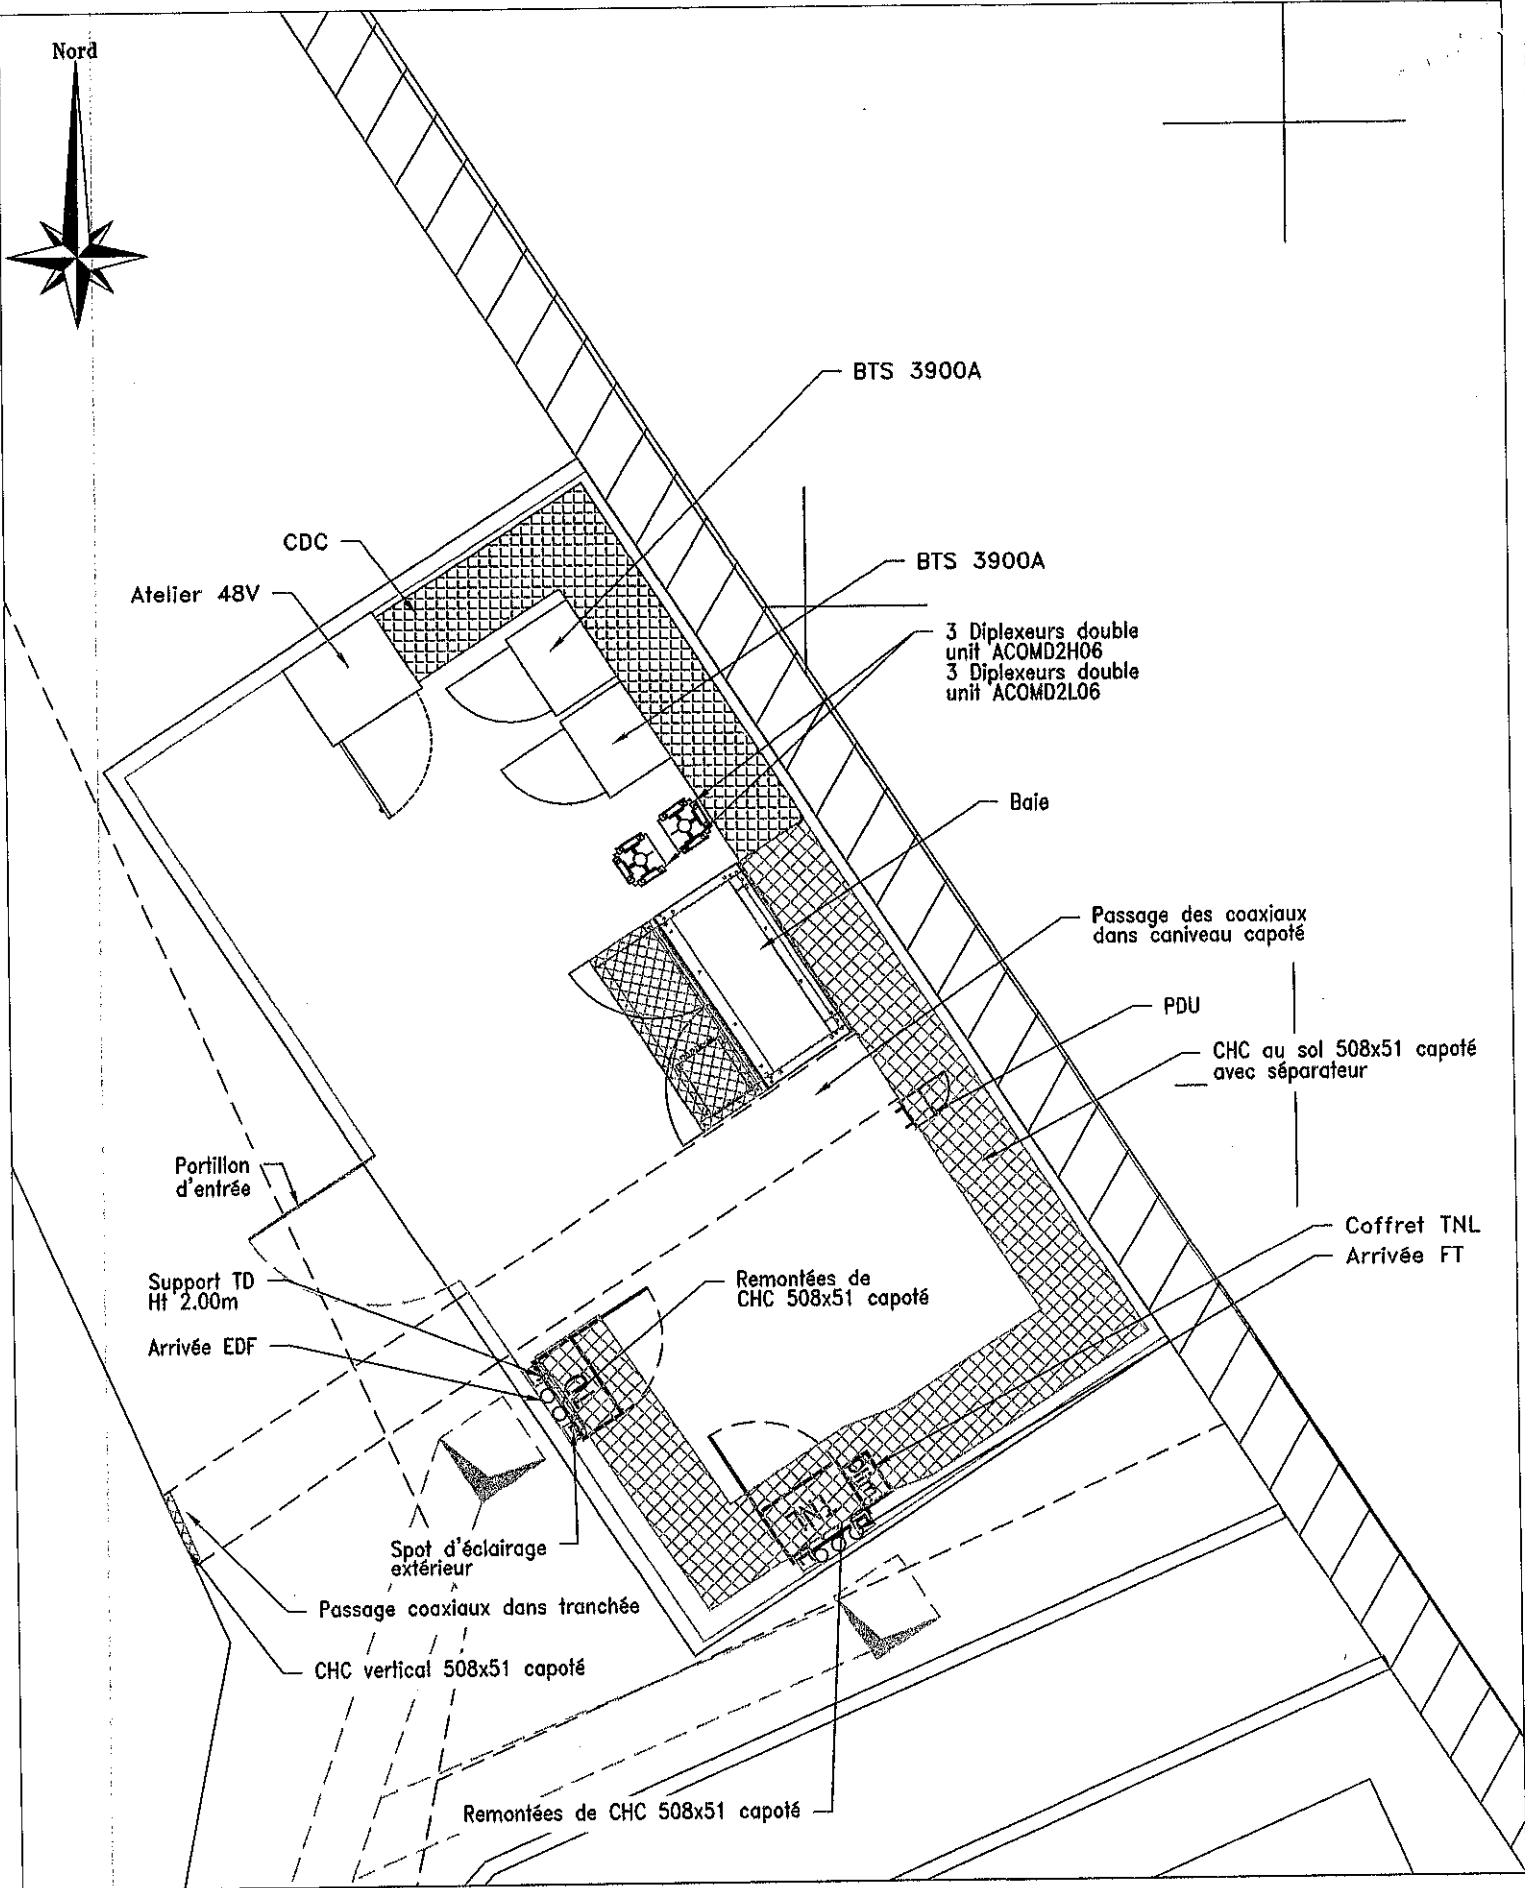 Nord
BTS 3900A
CDC
BTS 3900A
Atelier 48V
3 Diplexeurs double
unit ACOMD2H06
3 Diplexeurs double
unit ACOMD2L06
Baie
Passage des coaxiaux
dans caniveau capoté
PDU
CHC au sol 508x51 capoté
avec séparateur
Portillon
d'entrée
Coffret TNL
Arrivée FT
Support TD
Ht 2.00m
Remontées de
CHC 508x51 capoté
Arrivée EDF
TNL
Spot d'éclairage
extérieur
Passage coaxiaux dans tranchée
CHC vertical 508x51 capoté
Remontées de CHC 508x51 capoté